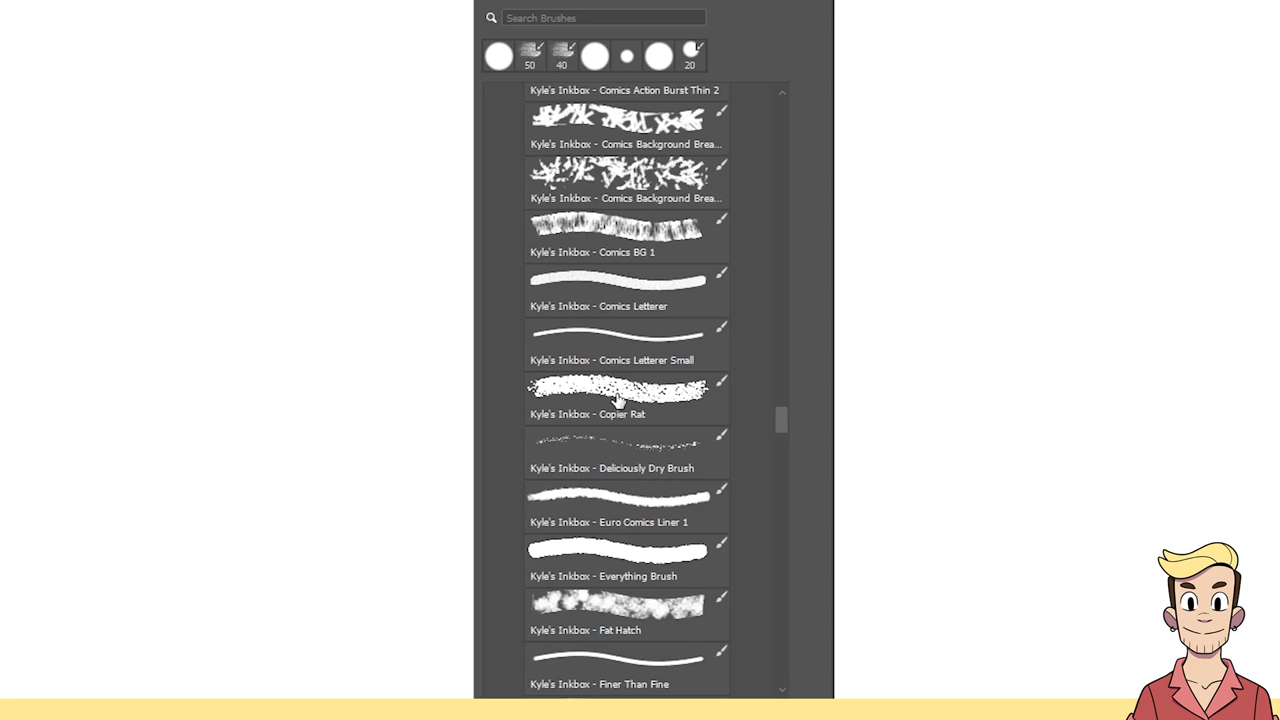 Search Brushes
50 40 20
Kyle's Inkbox - Comics Action Burst Thin 2
Kyle's Inkbox - Comics Background Brea...
Kyle's Inkbox - Comics Background Brea...
Kyle's Inkbox - Comics BG 1
Kyle's Inkbox - Comics Letterer
Kyle's Inkbox - Comics Letterer Small
Kyle's Inkbox - Copier Rat
Kyle's Inkbox - Deliciously Dry Brush
Kyle's Inkbox - Euro Comics Liner 1
Kyle's Inkbox - Everything Brush
Kyle's Inkbox - Fat Hatch
Kyle's Inkbox - Finer Than Fine